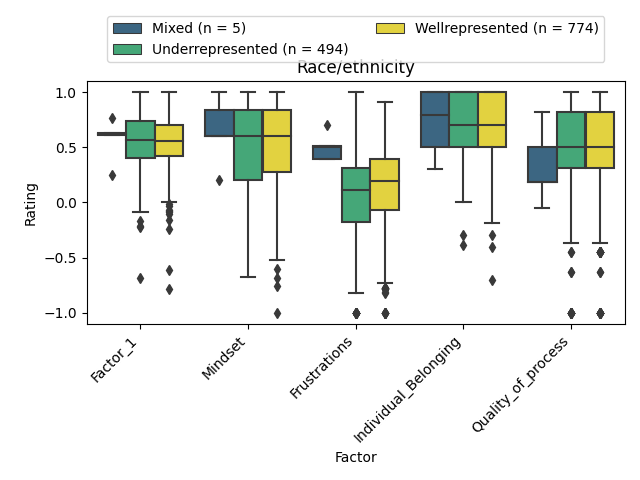 Mixed (n = 5)
Underrepresented (n = 494)
Wellrepresented (n = 774)
Race/ethnicity
1.0
0.5
0.0
−0.5
−1.0
Rating
Factor_1
Mindset
Frustrations
Individual_Belonging
Quality_of_process
Factor